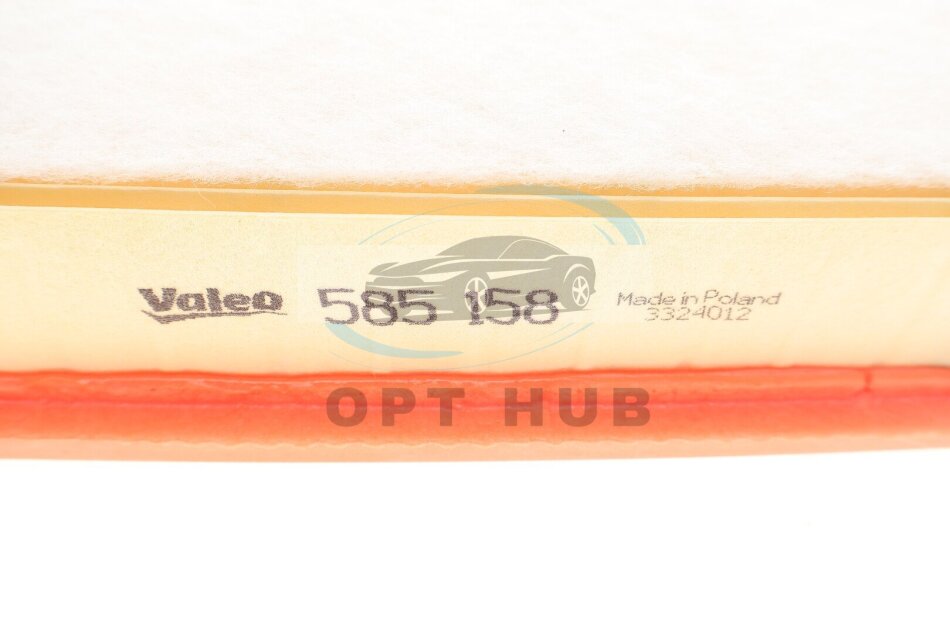 Valeo 585 158 Made in Poland
3324012
OPT HUB